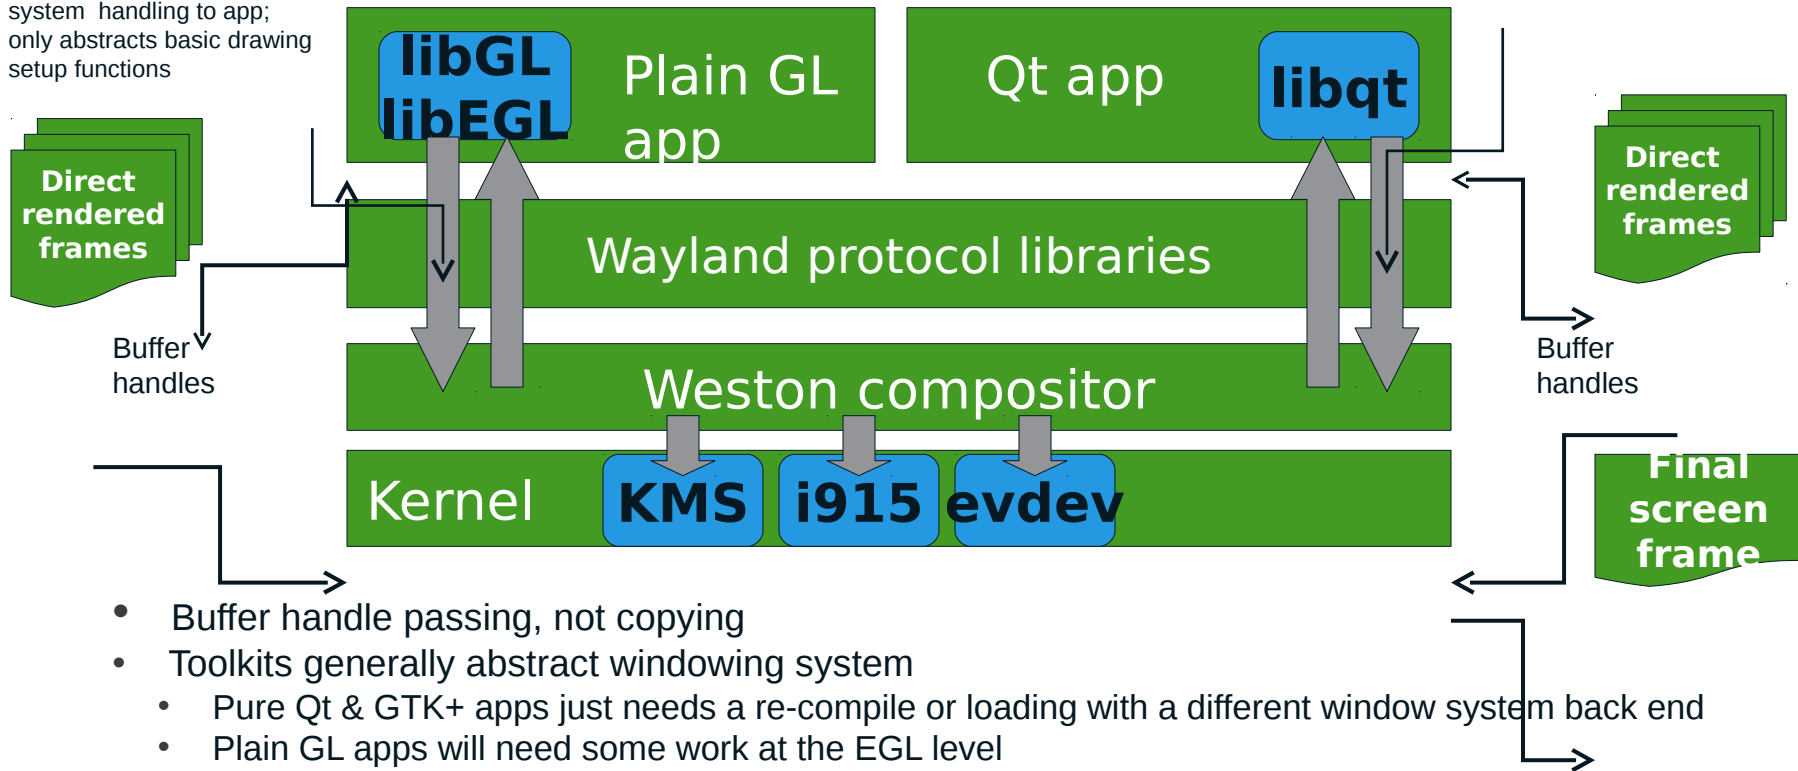 system handling to app;
only abstracts basic drawing
setup functions
libGL
libEGL
Plain GL
app
Qt app
libqt
Direct
rendered
frames
Direct
rendered
frames
Wayland protocol libraries
Buffer
handles
Buffer
handles
Weston compositor
Kernel
KMS
i915
evdev
Final
screen
frame
• Buffer handle passing, not copying
• Toolkits generally abstract windowing system
• Pure Qt & GTK+ apps just needs a re-compile or loading with a different window system back end
• Plain GL apps will need some work at the EGL level